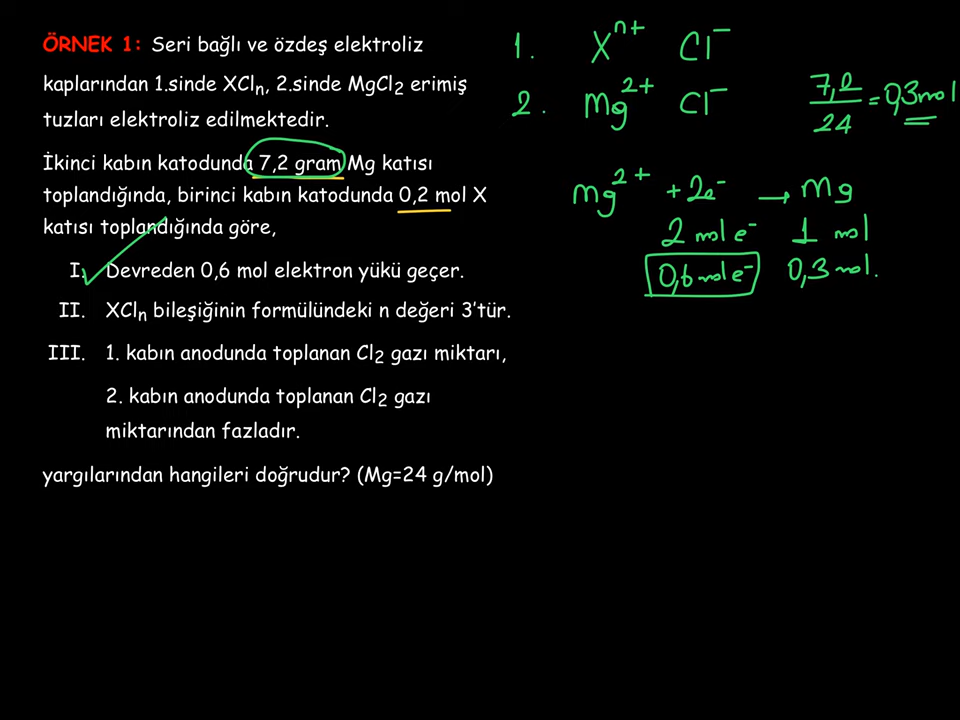 ÖRNEK 1: Seri bağlı ve özdeş elektroliz
kaplarından 1.sinde XCln, 2.sinde MgCl2 erimiş
tuzları elektroliz edilmektedir.
İkinci kabın katodunda 7,2 gram Mg katısı
toplandığında, birinci kabın katodunda 0,2 mol X
katısı toplandığında göre,
I. Devreden 0,6 mol elektron yükü geçer.
II. XCln bileşiğinin formülündeki n değeri 3'tür.
III. 1. kabın anodunda toplanan Cl2 gazı miktarı,
2. kabın anodunda toplanan Cl2 gazı
miktarından fazladır.
yargılarından hangileri doğrudur? (Mg=24 g/mol)
1. X^n+ Cl^-
2. Mg^2+ Cl^-
7,2/24 = 0,3 mol
Mg^2+ + 2e^- → Mg
2 mol e^- 1 mol
0,6 mol e^- 0,3 mol.